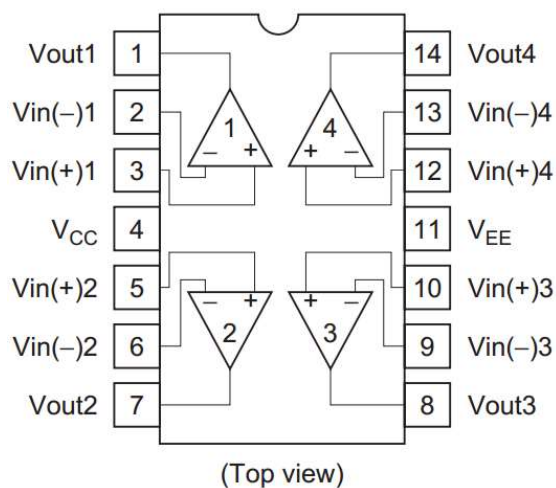 Vout1 1 14 Vout4
Vin(−)1 2 13 Vin(−)4
1 4
Vin(+)1 3 − + + − 12 Vin(+)4
V_CC 4 11 V_EE
Vin(+)2 5 − + + − 10 Vin(+)3
2 3
Vin(−)2 6 9 Vin(−)3
Vout2 7 8 Vout3
(Top view)